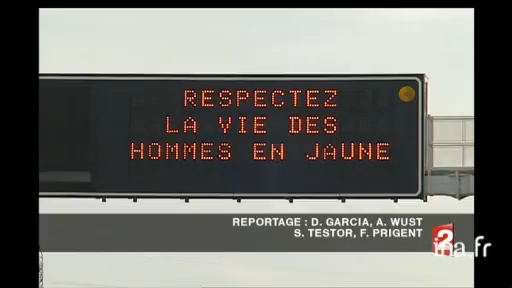 RESPECTEZ
LA VIE DES
HOMMES EN JAUNE
REPORTAGE : D. GARCIA, A. WUST
S. TESTOR, F. PRIGENT
2
ina.fr